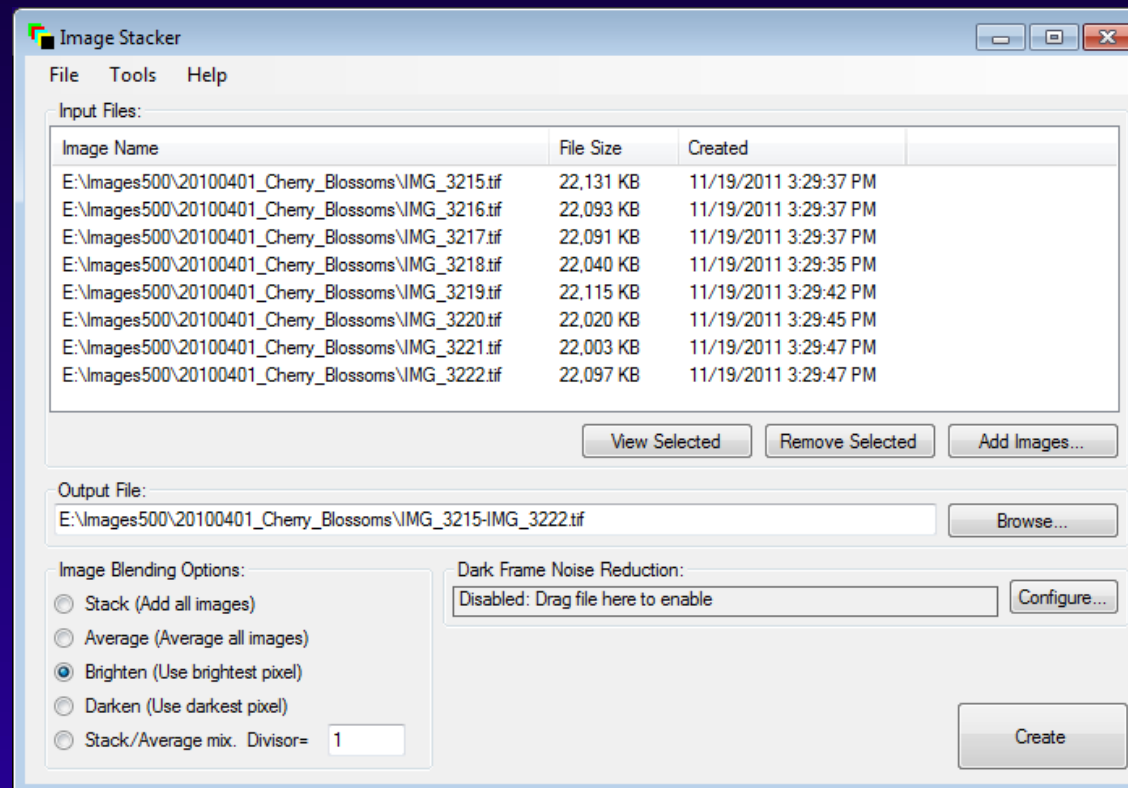 Image Stacker
File Tools Help
Input Files:
Image Name File Size Created
E:\Images500\20100401_Cherry_Blossoms\IMG_3215.tif 22,131 KB 11/19/2011 3:29:37 PM
E:\Images500\20100401_Cherry_Blossoms\IMG_3216.tif 22,093 KB 11/19/2011 3:29:37 PM
E:\Images500\20100401_Cherry_Blossoms\IMG_3217.tif 22,091 KB 11/19/2011 3:29:37 PM
E:\Images500\20100401_Cherry_Blossoms\IMG_3218.tif 22,040 KB 11/19/2011 3:29:35 PM
E:\Images500\20100401_Cherry_Blossoms\IMG_3219.tif 22,115 KB 11/19/2011 3:29:42 PM
E:\Images500\20100401_Cherry_Blossoms\IMG_3220.tif 22,020 KB 11/19/2011 3:29:45 PM
E:\Images500\20100401_Cherry_Blossoms\IMG_3221.tif 22,003 KB 11/19/2011 3:29:47 PM
E:\Images500\20100401_Cherry_Blossoms\IMG_3222.tif 22,097 KB 11/19/2011 3:29:47 PM
View Selected Remove Selected Add Images...
Output File:
E:\Images500\20100401_Cherry_Blossoms\IMG_3215-IMG_3222.tif Browse...
Image Blending Options:
Stack (Add all images)
Average (Average all images)
Brighten (Use brightest pixel)
Darken (Use darkest pixel)
Stack/Average mix. Divisor= 1
Dark Frame Noise Reduction:
Disabled: Drag file here to enable Configure...
Create